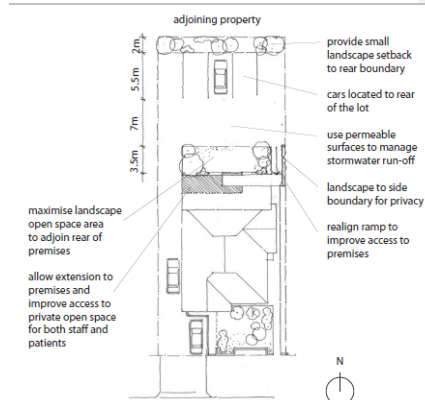 adjoining property
2m
5.5m
7m
3.5m
provide small
landscape setback
to rear boundary
cars located to rear
of the lot
use permeable
surfaces to manage
stormwater run-off
landscape to side
boundary for privacy
realign ramp to
improve access to
premises
maximise landscape
open space area
to adjoin rear of
premises
allow extension to
premises and
improve access to
private open space
for both staff and
patients
N